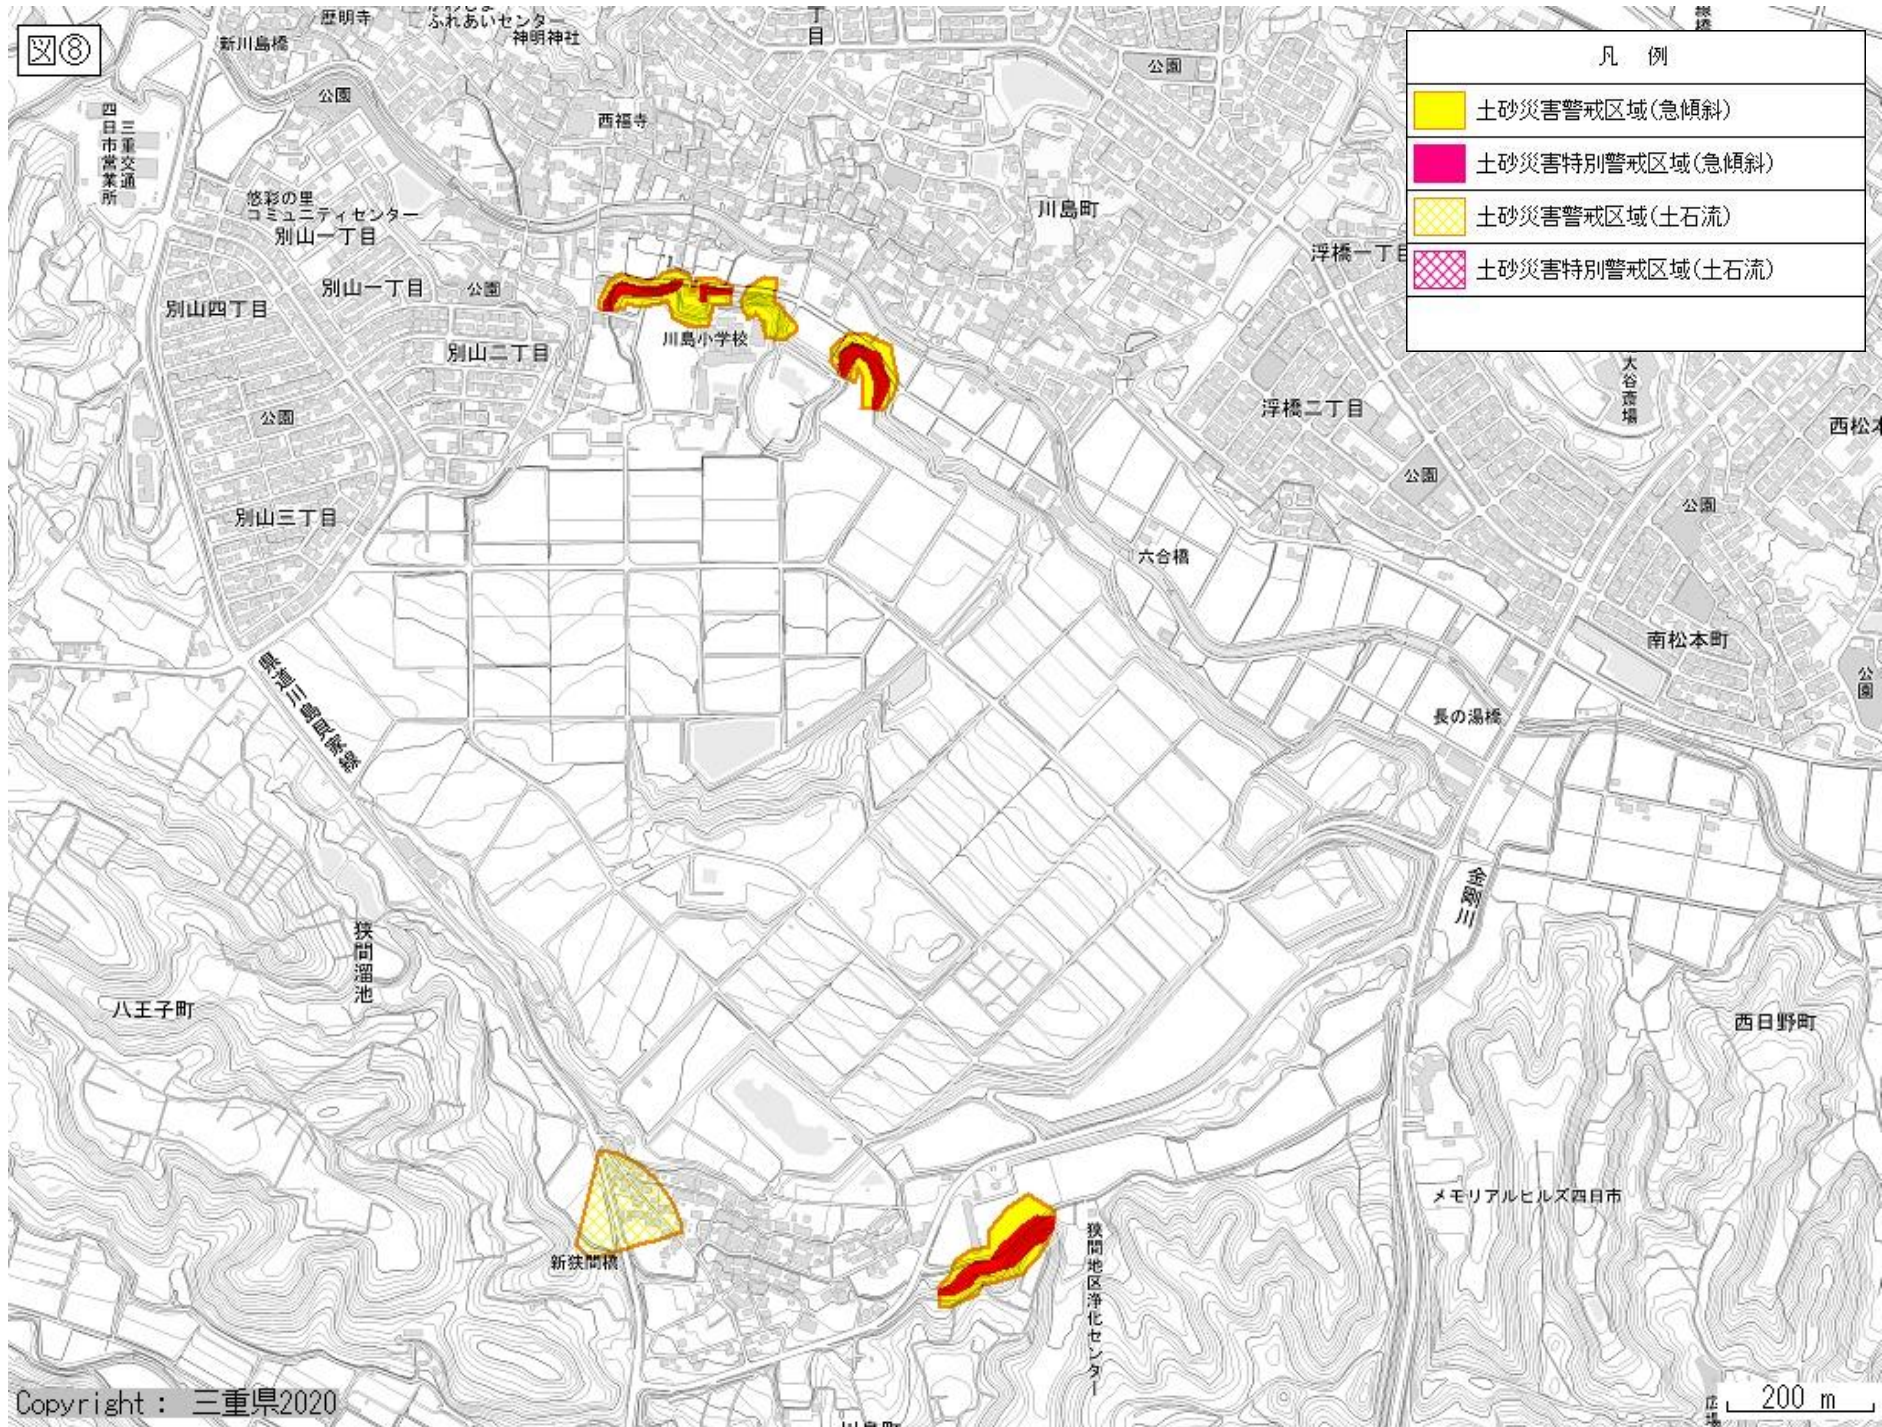 図⑧
凡 例
土砂災害警戒区域(急傾斜)
土砂災害特別警戒区域(急傾斜)
土砂災害警戒区域(土石流)
土砂災害特別警戒区域(土石流)
ふれあいセンター
神明神社
新川島橋
丁目
公園
公園
四日市営業所
三重交通
西福寺
悠彩の里
コミュニティセンター
別山一丁目
川島町
浮橋一丁目
別山一丁目
公園
別山四丁目
川島小学校
別山二丁目
大谷斎場
浮橋二丁目
公園
西松本
公園
公園
別山三丁目
六合橋
南松本町
県道川島貝家線
公園
長の湯橋
金渓川
狭間溜池
八王子町
西日野町
メモリアルヒルズ四日市
新狭間橋
狭間地区浄化センター
広場
200 m
Copyright : 三重県2020